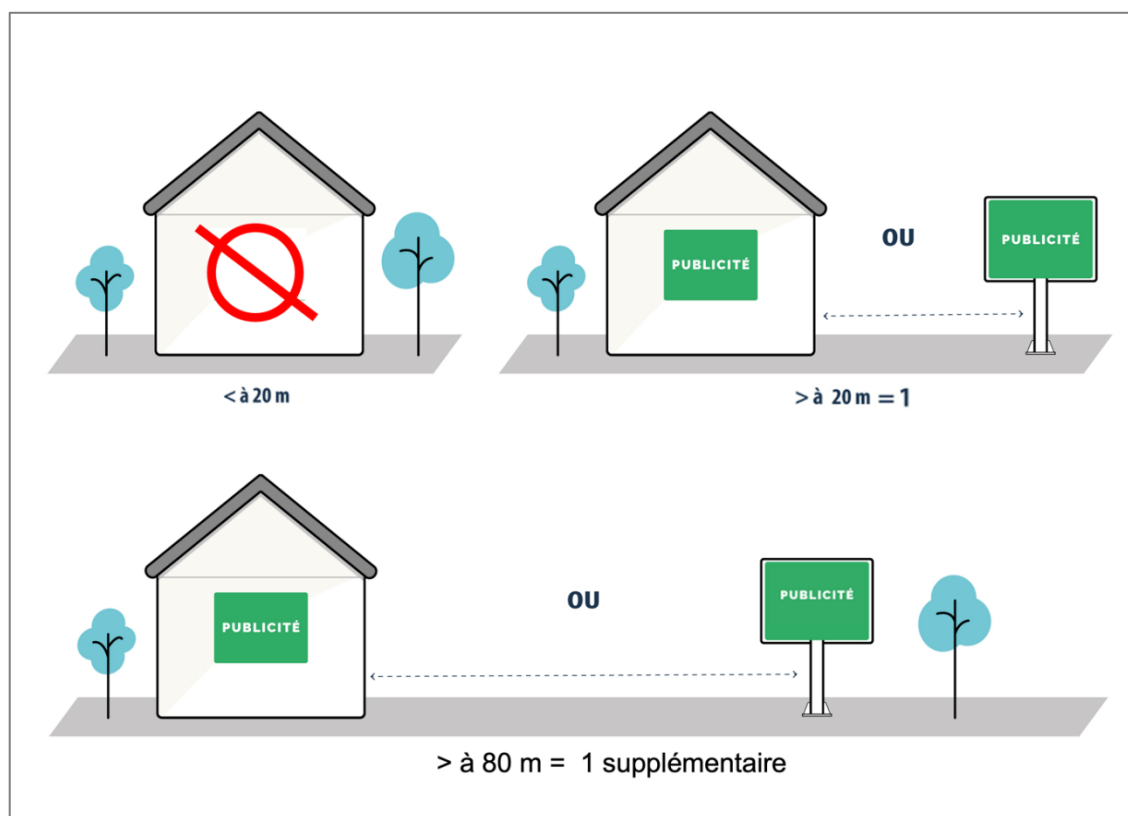 PUBLICITÉ
OU
PUBLICITÉ
< à 20 m
> à 20 m = 1
PUBLICITÉ
OU
PUBLICITÉ
> à 80 m = 1 supplémentaire